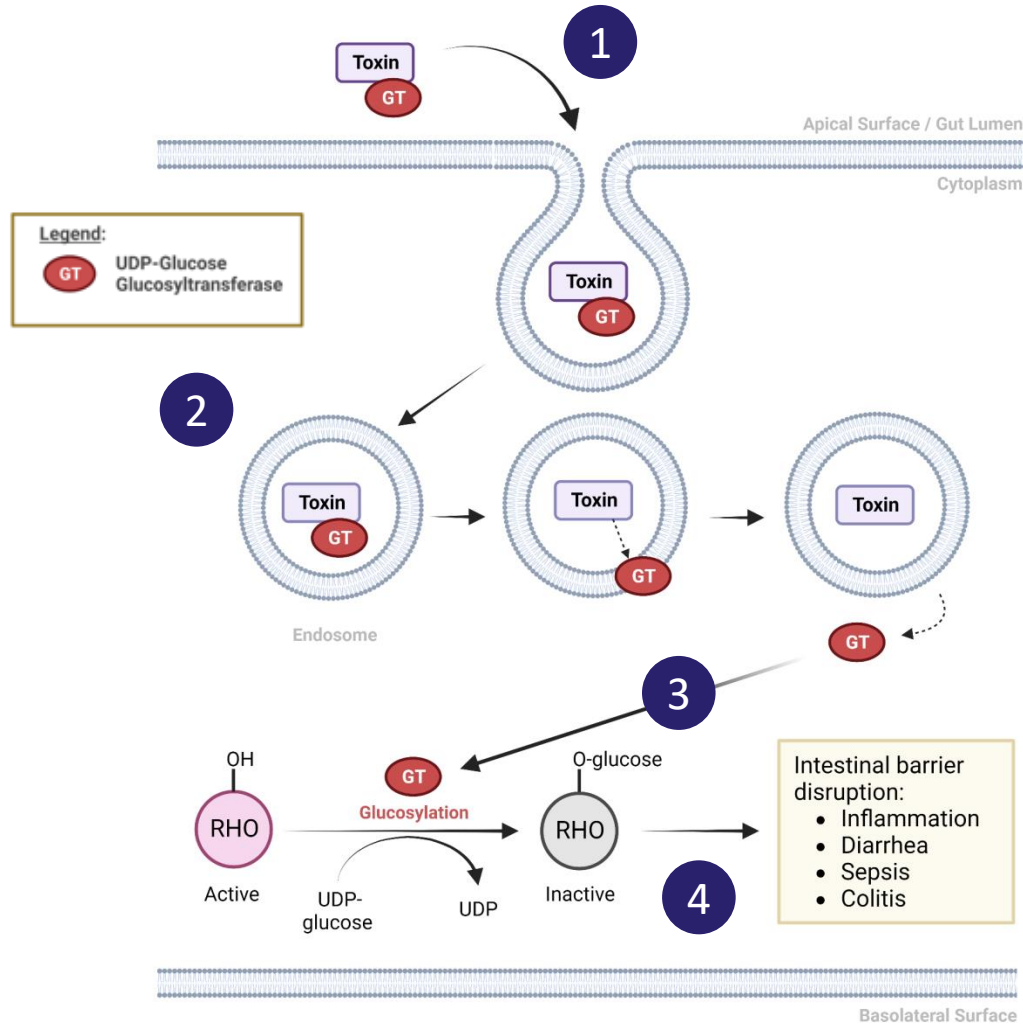 1
Toxin
GT
Apical Surface / Gut Lumen
Cytoplasm
Legend:
GT
UDP-Glucose
Glucosyltransferase
Toxin
GT
2
Toxin
GT
Toxin
GT
Toxin
GT
Endosome
3
OH
RHO
Active
GT
Glucosylation
UDP-
glucose
UDP
O-glucose
RHO
Inactive
4
Intestinal barrier
disruption:
• Inflammation
• Diarrhea
• Sepsis
• Colitis
Basolateral Surface